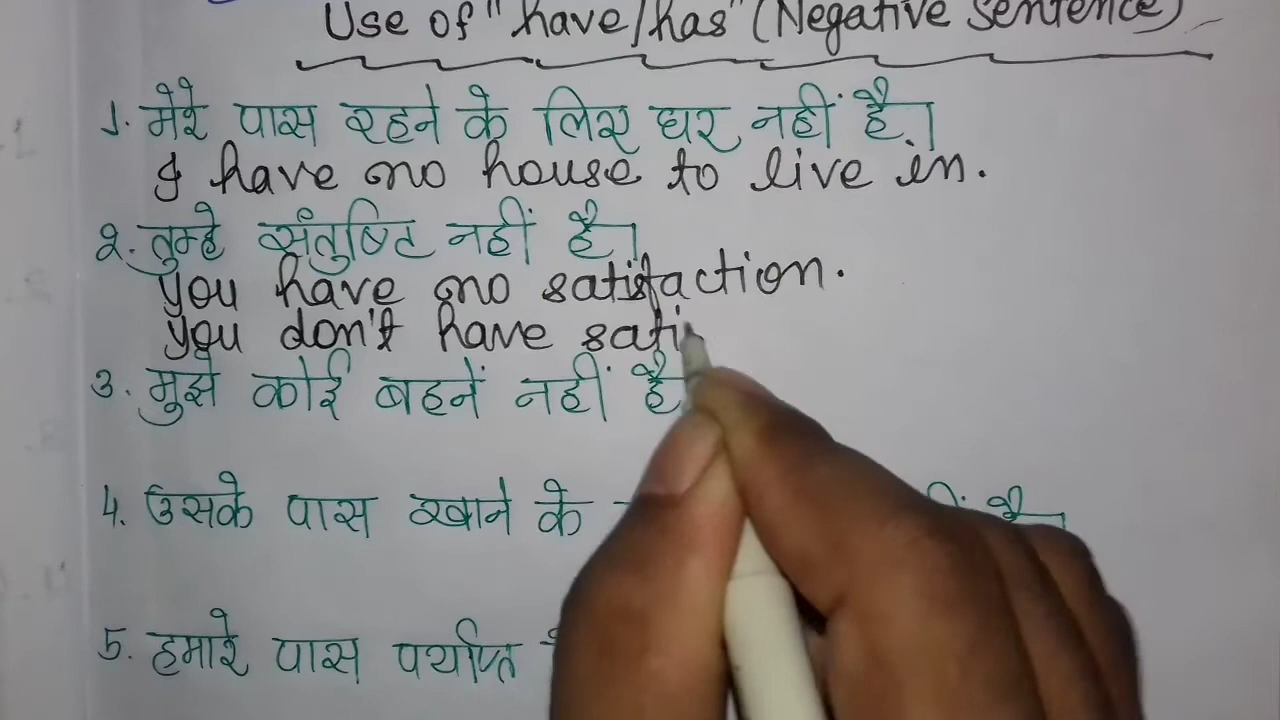 Use of "have/has" (Negative Sentence)
1. मेरे पास रहने के लिए घर नहीं है।
I have no house to live in.
2. तुम्हे संतुष्टि नहीं है।
you have no satisfaction.
you don't have sati
3. मुझे कोई बहनें नहीं है
4. उसके पास खाने के
5. हमारे पास पर्याप्त